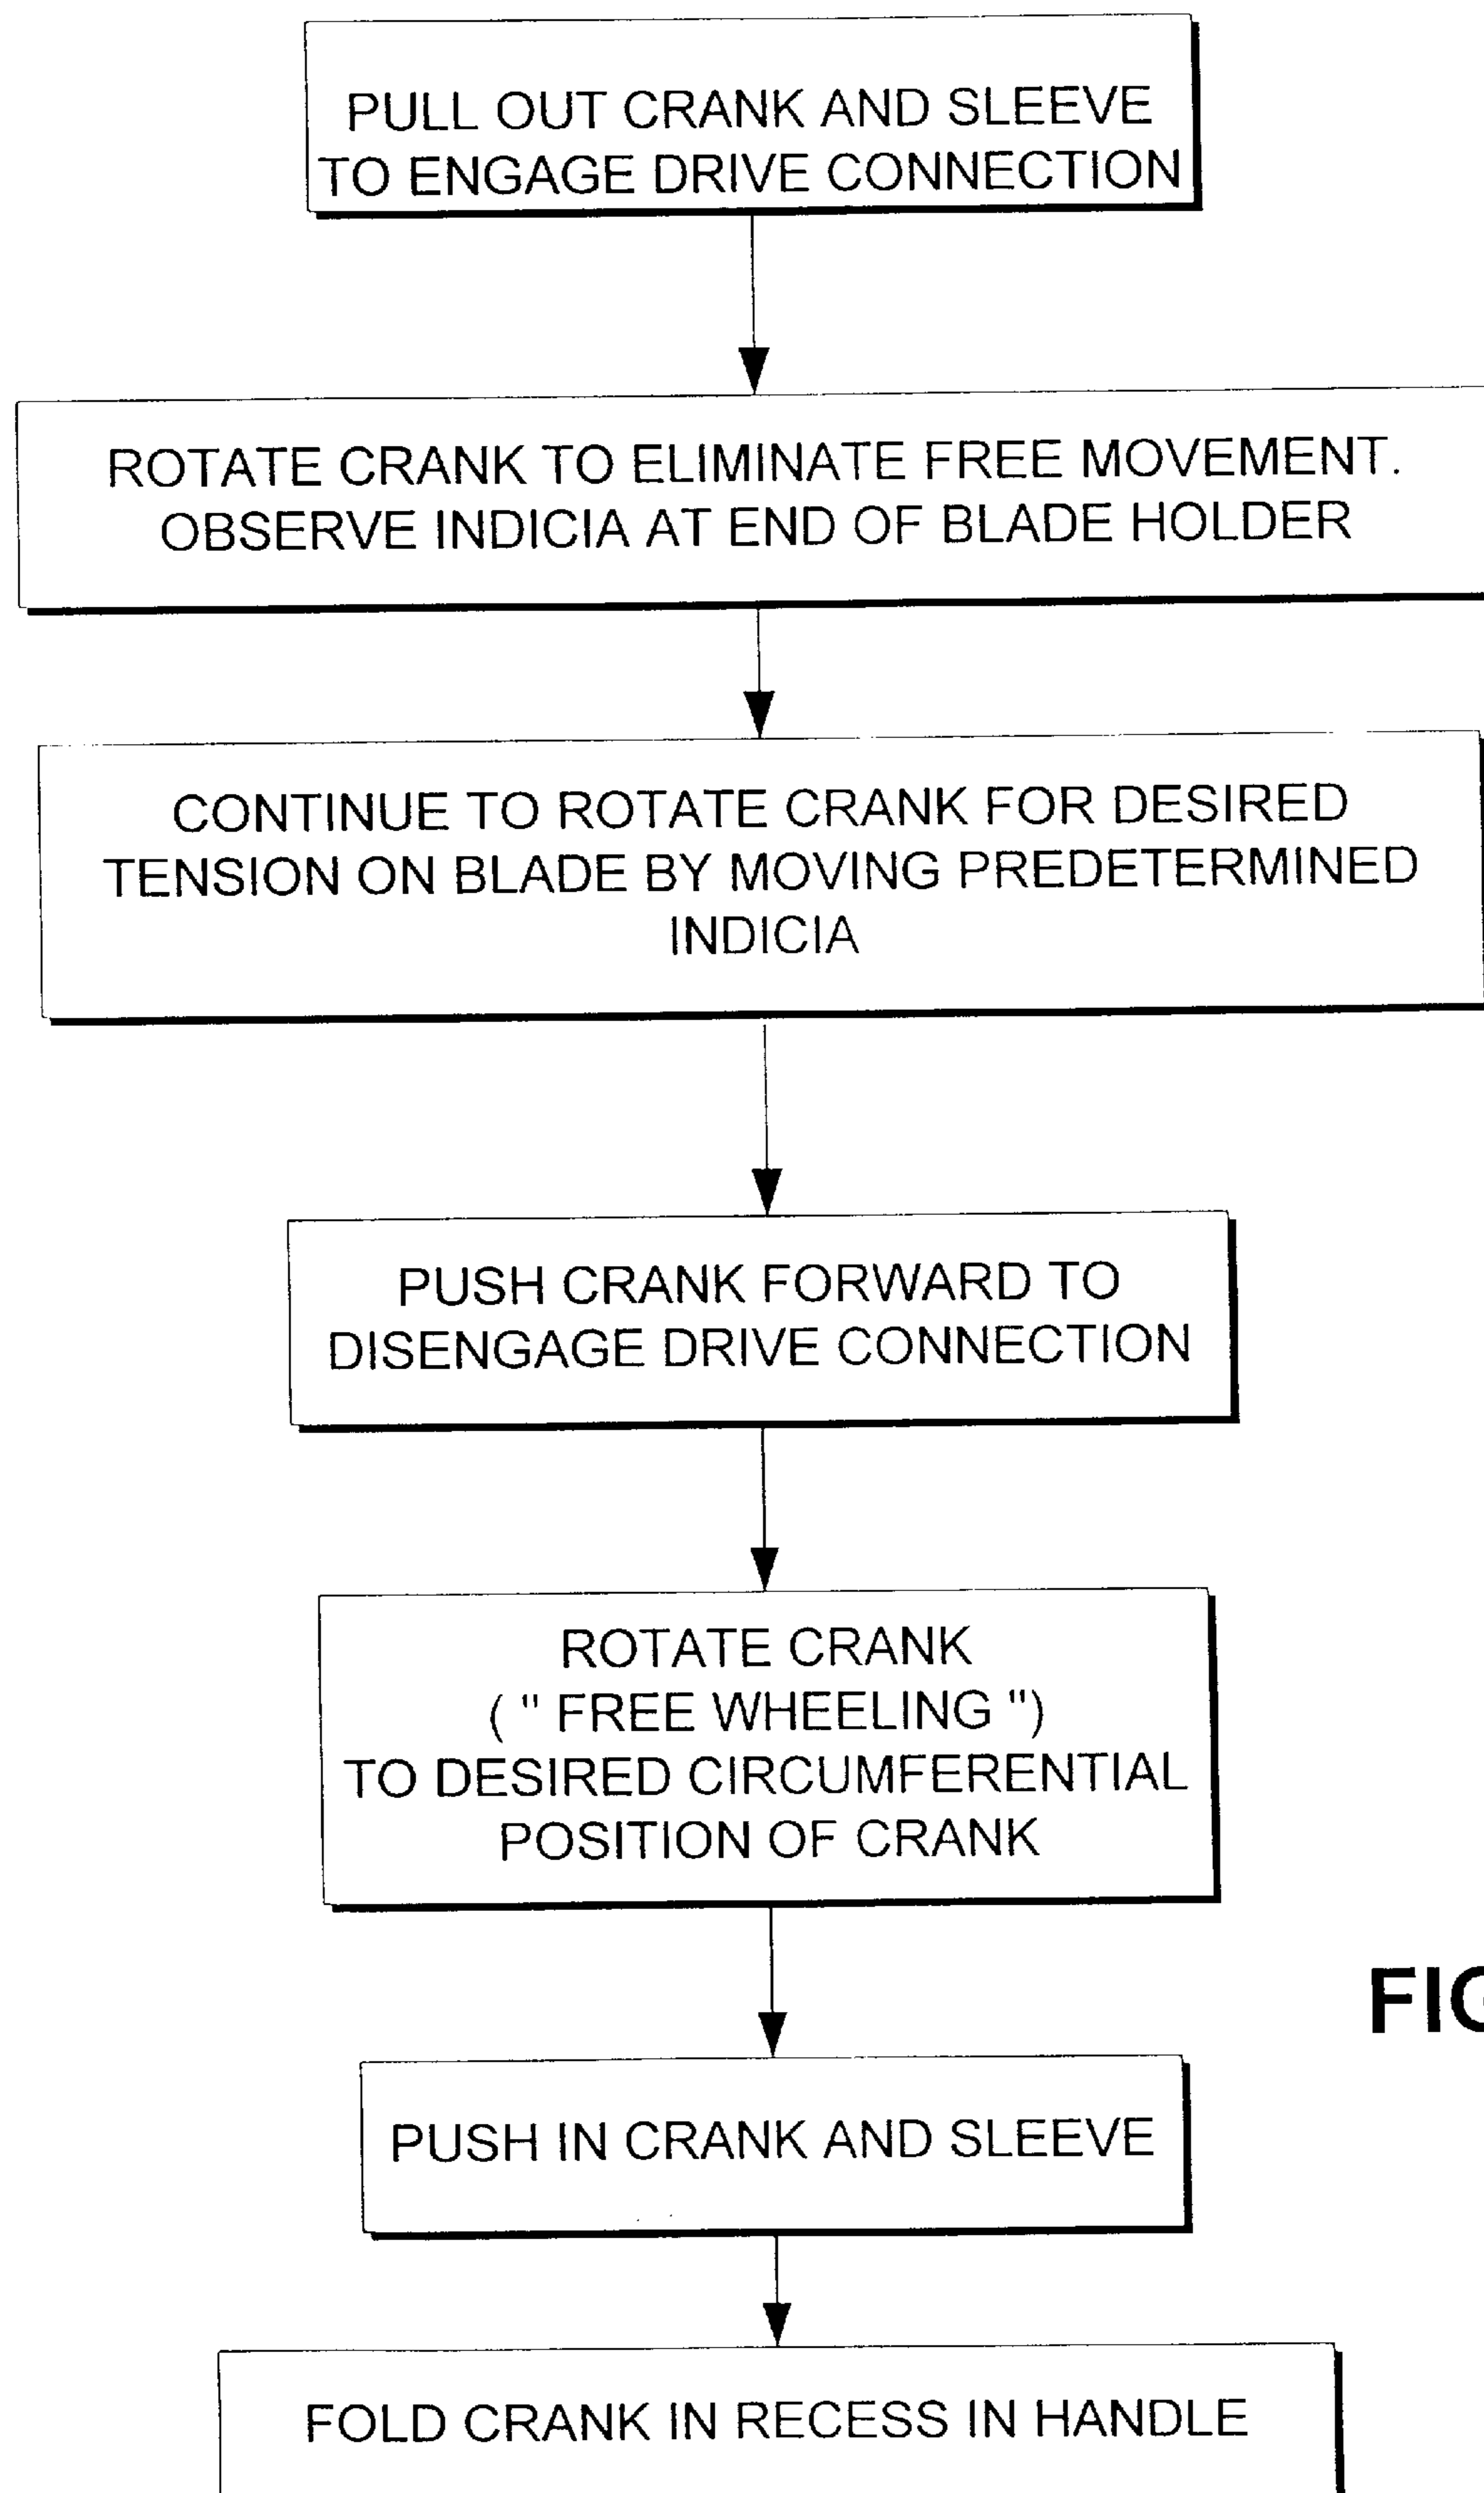 PULL OUT CRANK AND SLEEVE
TO ENGAGE DRIVE CONNECTION
ROTATE CRANK TO ELIMINATE FREE MOVEMENT.
OBSERVE INDICIA AT END OF BLADE HOLDER
CONTINUE TO ROTATE CRANK FOR DESIRED
TENSION ON BLADE BY MOVING PREDETERMINED
INDICIA
PUSH CRANK FORWARD TO
DISENGAGE DRIVE CONNECTION
ROTATE CRANK
( " FREE WHEELING ")
TO DESIRED CIRCUMFERENTIAL
POSITION OF CRANK
PUSH IN CRANK AND SLEEVE
FOLD CRANK IN RECESS IN HANDLE